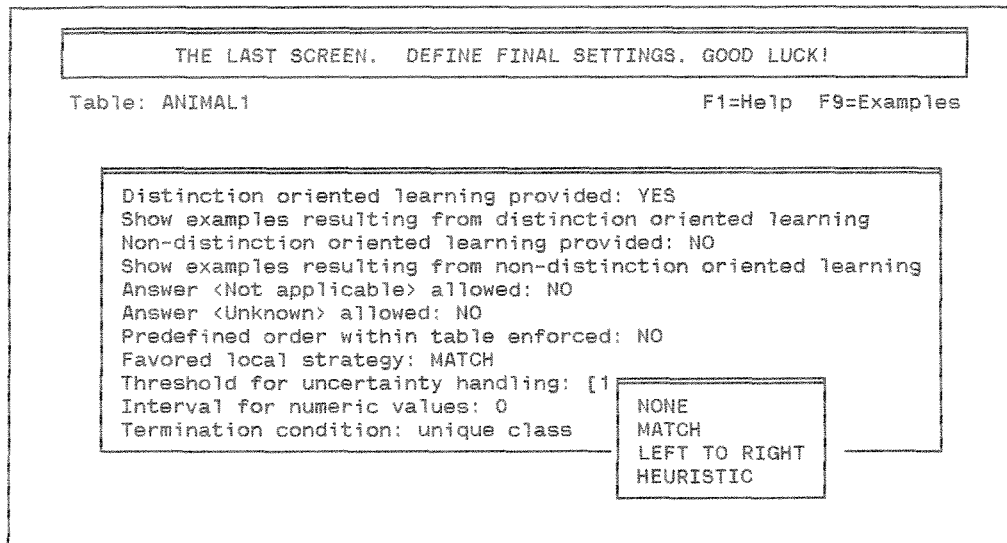 THE LAST SCREEN. DEFINE FINAL SETTINGS. GOOD LUCK!
Table: ANIMAL1 F1=Help F9=Examples
Distinction oriented learning provided: YES
Show examples resulting from distinction oriented learning
Non-distinction oriented learning provided: NO
Show examples resulting from non-distinction oriented learning
Answer <Not applicable> allowed: NO
Answer <Unknown> allowed: NO
Predefined order within table enforced: NO
Favored local strategy: MATCH
Threshold for uncertainty handling: [1
Interval for numeric values: 0
Termination condition: unique class
NONE
MATCH
LEFT TO RIGHT
HEURISTIC